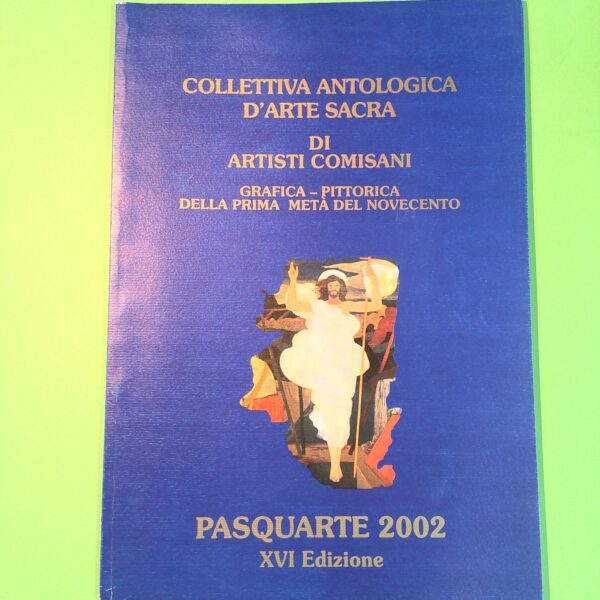 COLLETTIVA ANTOLOGICA
D'ARTE SACRA
DI
ARTISTI COMISANI
GRAFICA – PITTORICA
DELLA PRIMA METÀ DEL NOVECENTO
PASQUARTE 2002
XVI Edizione